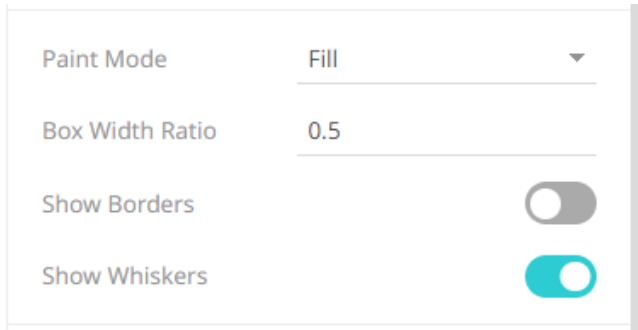 Paint Mode Fill
Box Width Ratio 0.5
Show Borders
Show Whiskers